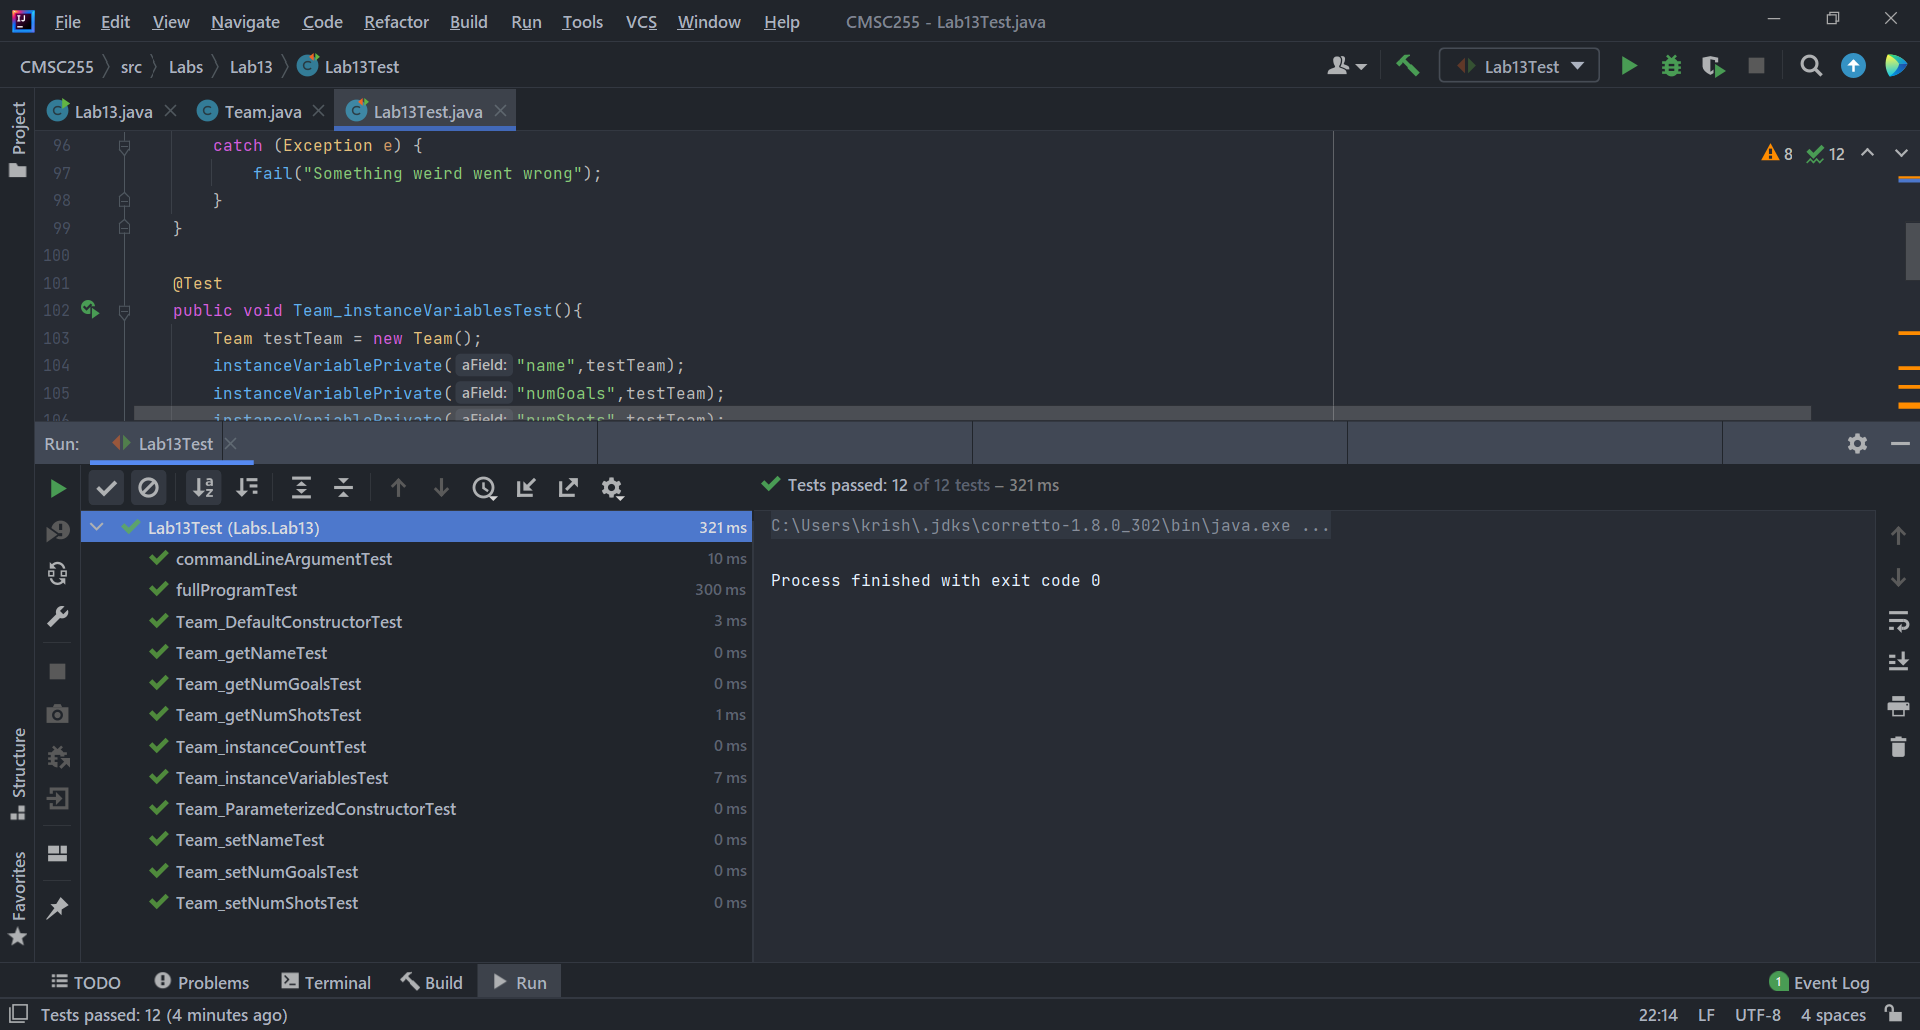 File Edit View Navigate Code Refactor Build Run Tools VCS Window Help CMSC255 - Lab13Test.java
CMSC255 src Labs Lab13 Lab13Test
Lab13Test
Project
Lab13.java Team.java Lab13Test.java
8 12
96 catch (Exception e) {
97 fail("Something weird went wrong");
98 }
99 }
100
101 @Test
102 public void Team_instanceVariablesTest(){
103 Team testTeam = new Team();
104 instanceVariablePrivate( aField: "name",testTeam);
105 instanceVariablePrivate( aField: "numGoals",testTeam);
106 instanceVariablePrivate( aField: "numShots",testTeam);
Run: Lab13Test
Tests passed: 12 of 12 tests – 321 ms
Lab13Test (Labs.Lab13) 321 ms
commandLineArgumentTest 10 ms
fullProgramTest 300 ms
Team_DefaultConstructorTest 3 ms
Team_getNameTest 0 ms
Team_getNumGoalsTest 0 ms
Team_getNumShotsTest 1 ms
Team_instanceCountTest 0 ms
Team_instanceVariablesTest 7 ms
Team_ParameterizedConstructorTest 0 ms
Team_setNameTest 0 ms
Team_setNumGoalsTest 0 ms
Team_setNumShotsTest 0 ms
C:\Users\krish\.jdks\corretto-1.8.0_302\bin\java.exe ...
Process finished with exit code 0
Structure
Favorites
TODO Problems Terminal Build Run 1 Event Log
Tests passed: 12 (4 minutes ago) 22:14 LF UTF-8 4 spaces